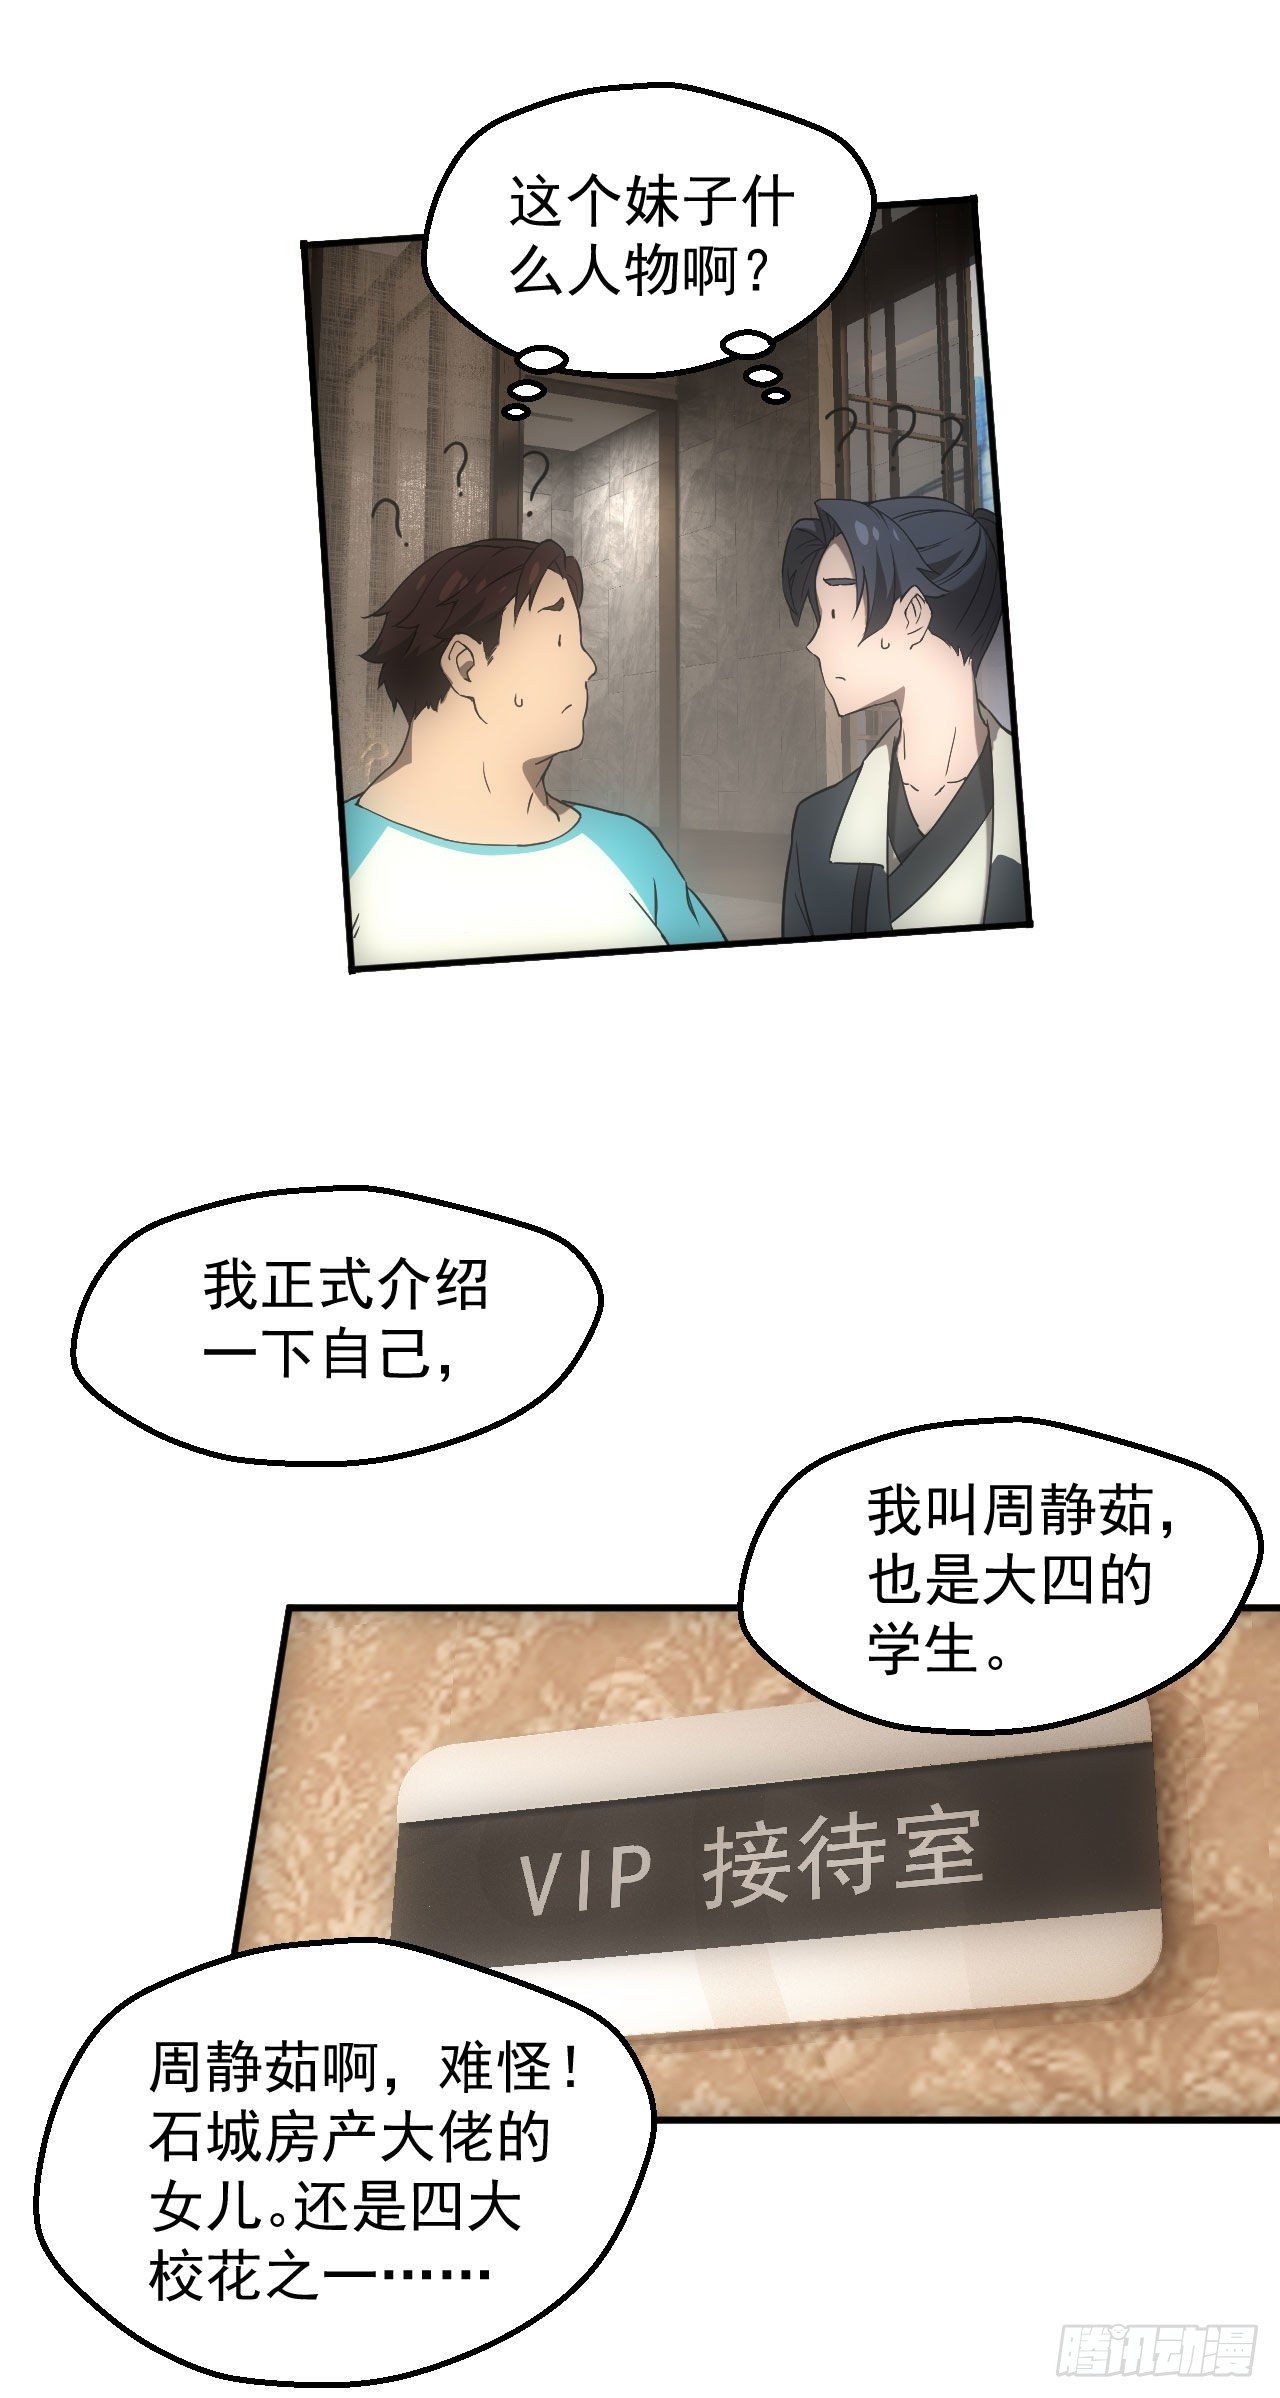 这个妹子什
么人物啊？
? ? ?
? ? ?
?
我正式介绍
一下自己，
我叫周静茹，
也是大四的
学生。
VIP 接待室
周静茹啊，难怪！
石城房产大佬的
女儿。还是四大
校花之一……
腾讯动漫